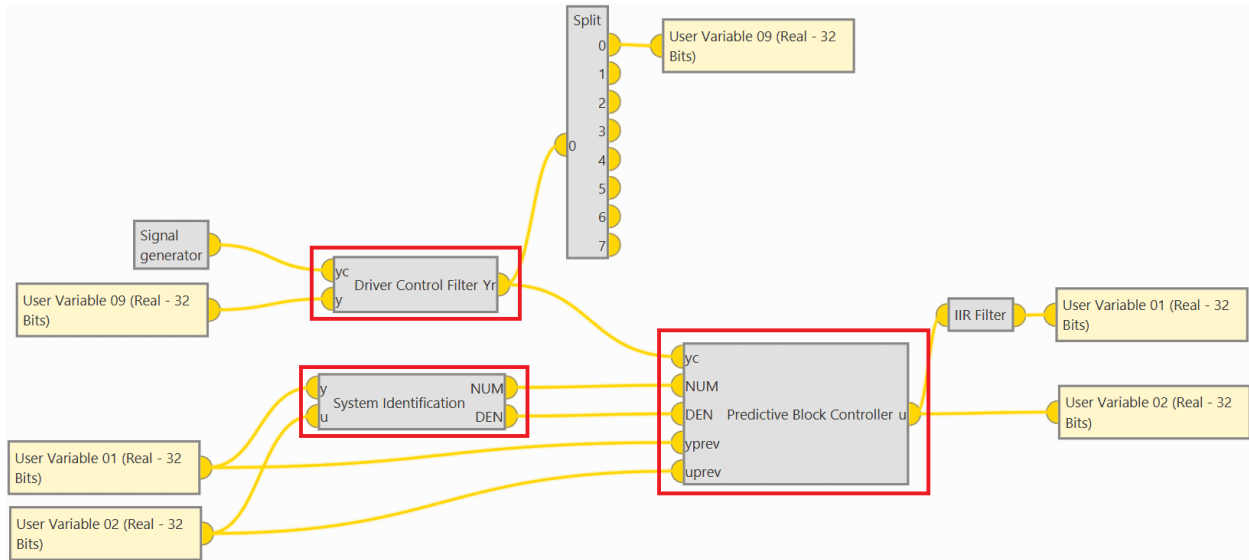 Split
0
1
2
3
4
5
6
7
0
User Variable 09 (Real - 32
Bits)
Signal
generator
User Variable 09 (Real - 32
Bits)
yc
y
Driver Control Filter
Yr
y
u
System Identification
NUM
DEN
User Variable 01 (Real - 32
Bits)
User Variable 02 (Real - 32
Bits)
yc
NUM
DEN
yprev
uprev
Predictive Block Controller
u
IIR Filter
User Variable 01 (Real - 32
Bits)
User Variable 02 (Real - 32
Bits)